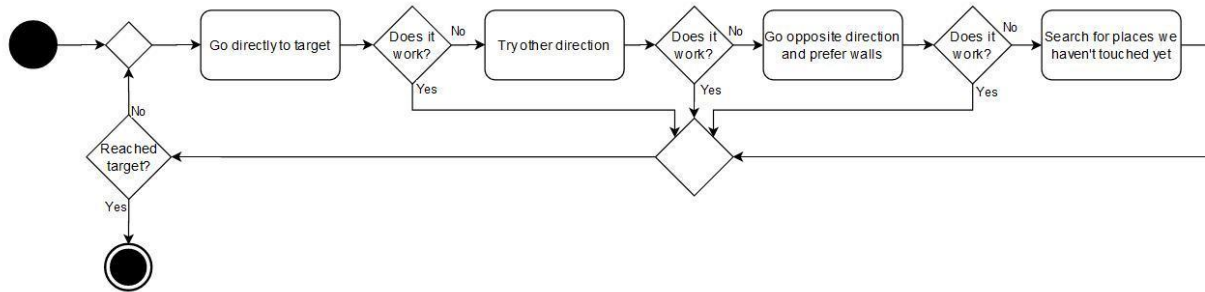 Go directly to target
Does it
work?
No
Yes
Try other direction
Does it
work?
No
Yes
Go opposite direction
and prefer walls
Does it
work?
No
Yes
Search for places we
haven't touched yet
No
Reached
target?
Yes